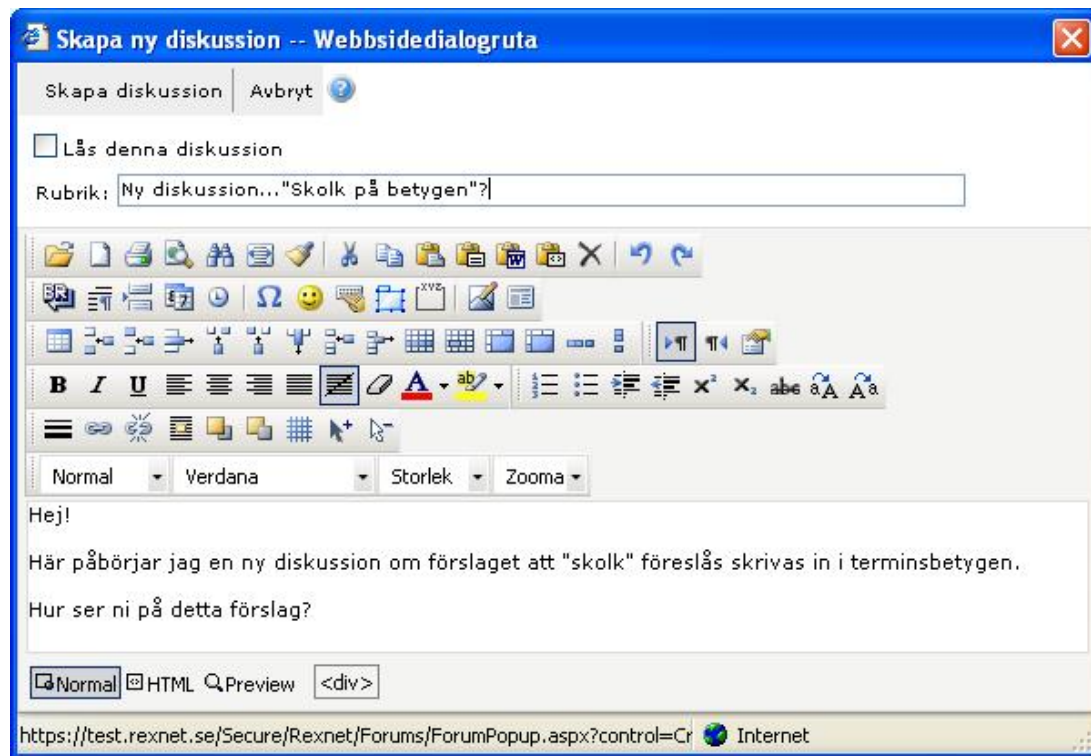 Skapa ny diskussion -- Webbsidedialogruta
Skapa diskussion Avbryt
Lås denna diskussion
Rubrik: Ny diskussion..."Skolk på betygen"?
Normal Verdana Storlek Zooma
Hej!
Här påbörjar jag en ny diskussion om förslaget att "skolk" föreslås skrivas in i terminsbetygen.
Hur ser ni på detta förslag?
Normal HTML Preview <div>
https://test.rexnet.se/Secure/Rexnet/Forums/ForumPopup.aspx?control=Cr Internet